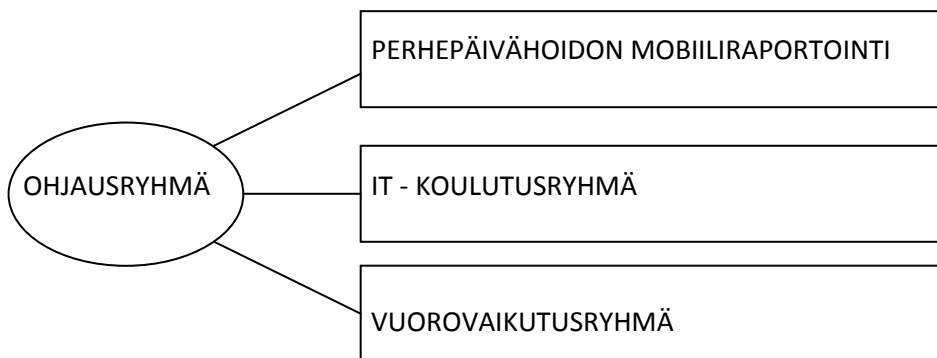 PERHEPÄIVÄHOIDON MOBIILIRAPORTOINTI
OHJAUSRYHMÄ
IT - KOULUTUSRYHMÄ
VUOROVAIKUTUSRYHMÄ